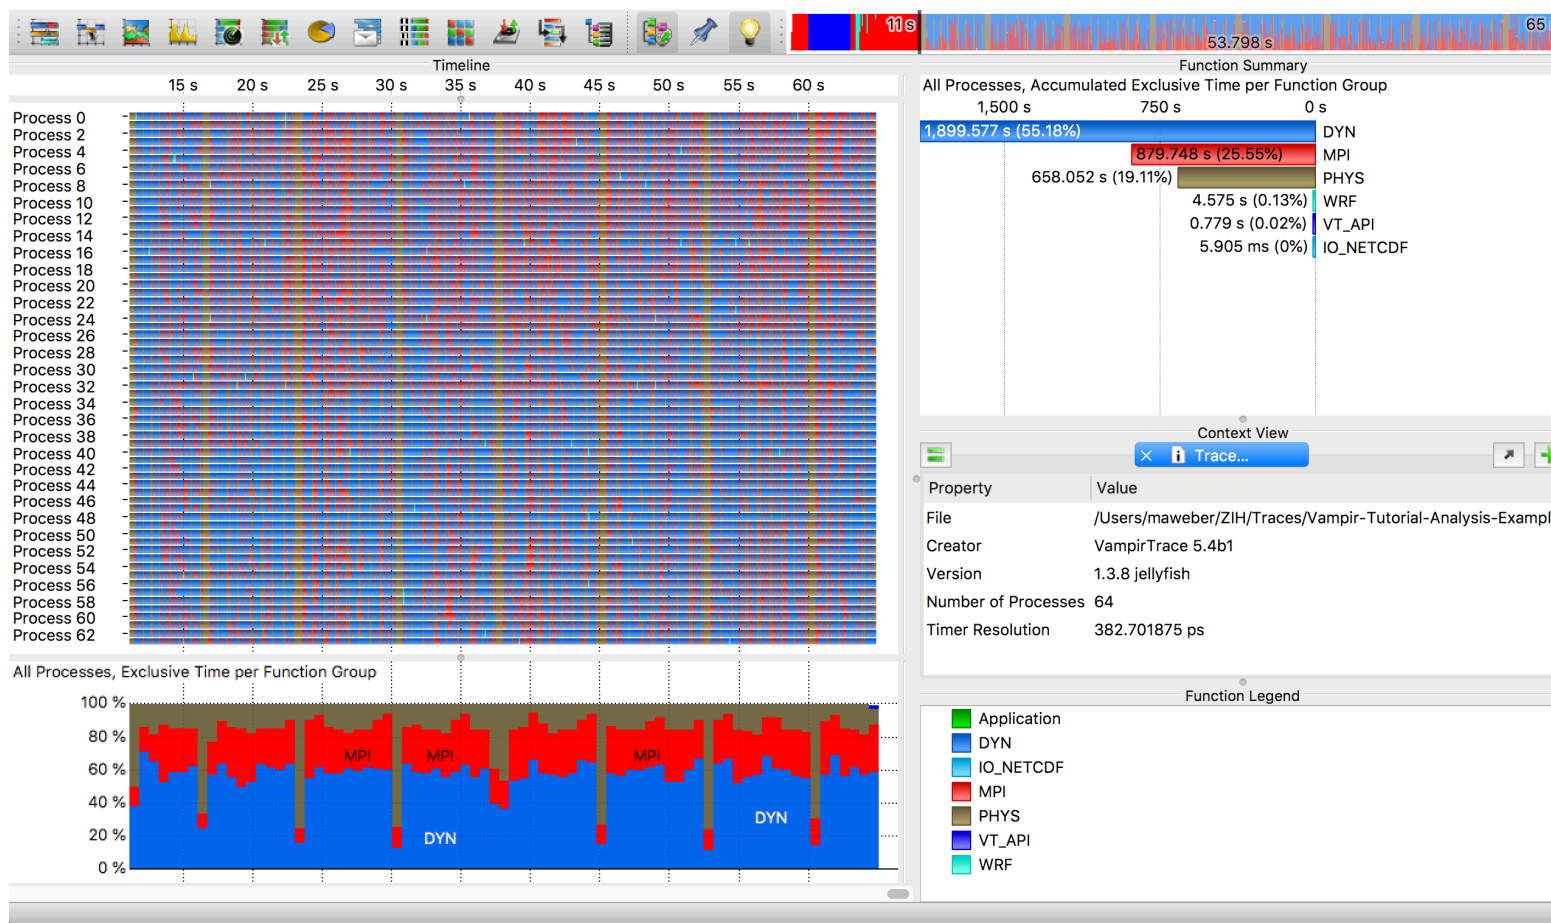 11 s
53.798 s
65
Timeline
15 s 20 s 25 s 30 s 35 s 40 s 45 s 50 s 55 s 60 s
Process 0
Process 2
Process 4
Process 6
Process 8
Process 10
Process 12
Process 14
Process 16
Process 18
Process 20
Process 22
Process 24
Process 26
Process 28
Process 30
Process 32
Process 34
Process 36
Process 38
Process 40
Process 42
Process 44
Process 46
Process 48
Process 50
Process 52
Process 54
Process 56
Process 58
Process 60
Process 62
All Processes, Exclusive Time per Function Group
100 %
80 %
60 %
40 %
20 %
0 %
MPI MPI MPI
DYN
DYN
Function Summary
All Processes, Accumulated Exclusive Time per Function Group
1,500 s 750 s 0 s
1,899.577 s (55.18%) DYN
879.748 s (25.55%) MPI
658.052 s (19.11%) PHYS
4.575 s (0.13%) WRF
0.779 s (0.02%) VT_API
5.905 ms (0%) IO_NETCDF
Context View
Trace...
Property Value
File /Users/maweber/ZIH/Traces/Vampir-Tutorial-Analysis-Exampl
Creator VampirTrace 5.4b1
Version 1.3.8 jellyfish
Number of Processes 64
Timer Resolution 382.701875 ps
Function Legend
Application
DYN
IO_NETCDF
MPI
PHYS
VT_API
WRF